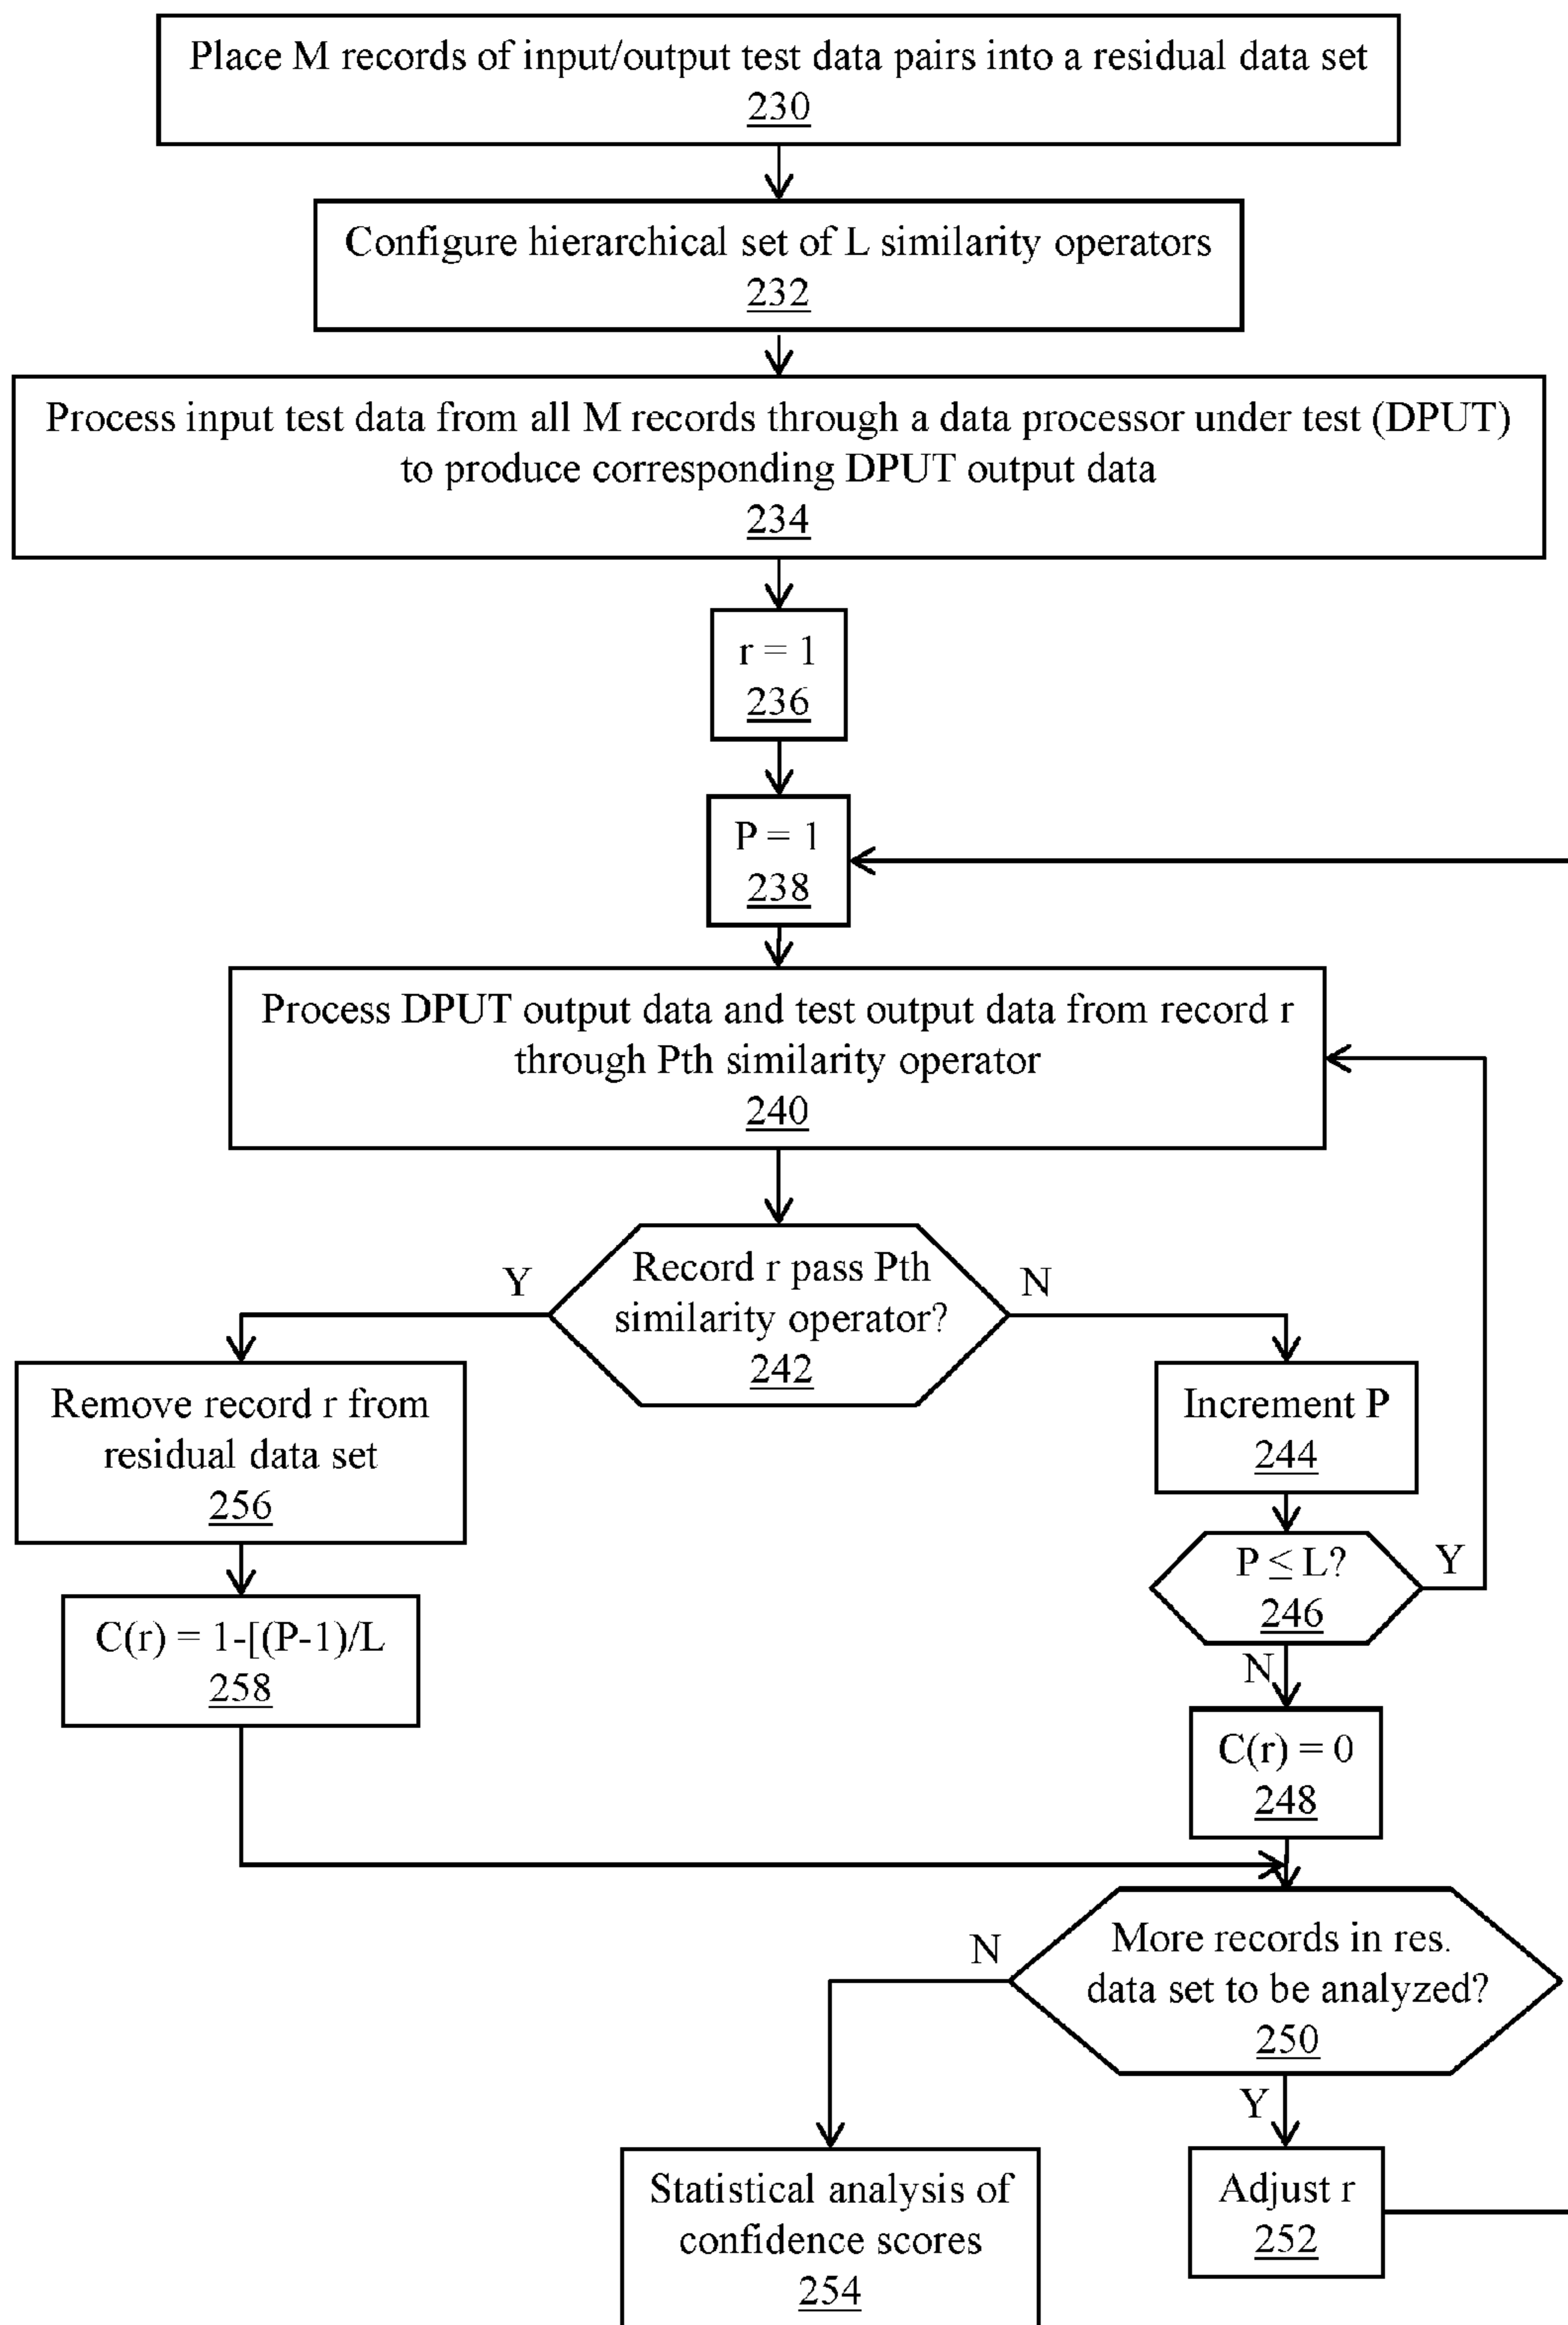 Place M records of input/output test data pairs into a residual data set
230
Configure hierarchical set of L similarity operators
232
Process input test data from all M records through a data processor under test (DPUT)
to produce corresponding DPUT output data
234
r = 1
236
P = 1
238
Process DPUT output data and test output data from record r
through Pth similarity operator
240
Y
Record r pass Pth
similarity operator?
242
N
Remove record r from
residual data set
256
Increment P
244
C(r) = 1-[(P-1)/L
258
P ≤ L?
246
Y
N
C(r) = 0
248
N
More records in res.
data set to be analyzed?
250
Y
Statistical analysis of
confidence scores
254
Adjust r
252